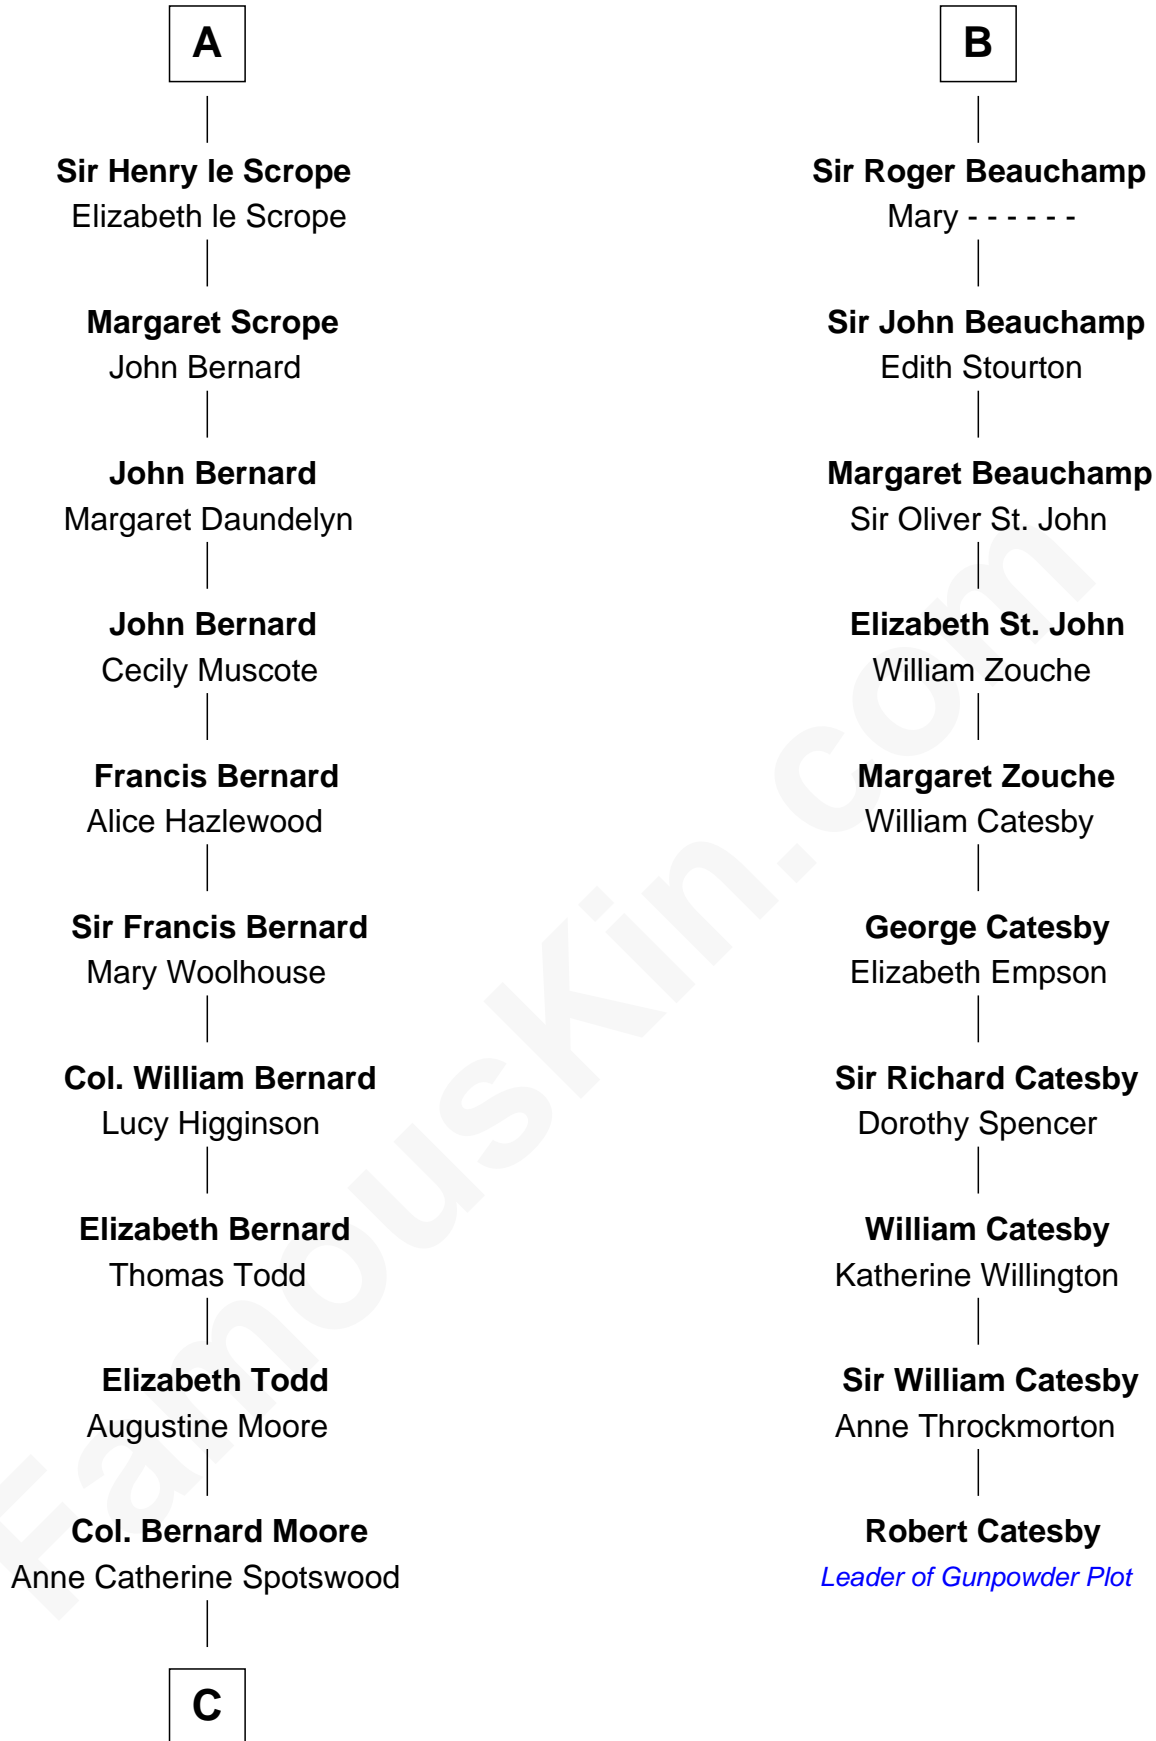 A
Sir Henry le Scrope
Elizabeth le Scrope
Margaret Scrope
John Bernard
John Bernard
Margaret Daundelyn
John Bernard
Cecily Muscote
Francis Bernard
Alice Hazlewood
Sir Francis Bernard
Mary Woolhouse
Col. William Bernard
Lucy Higginson
Elizabeth Bernard
Thomas Todd
Elizabeth Todd
Augustine Moore
Col. Bernard Moore
Anne Catherine Spotswood
C
B
Sir Roger Beauchamp
Mary - - - - - -
Sir John Beauchamp
Edith Stourton
Margaret Beauchamp
Sir Oliver St. John
Elizabeth St. John
William Zouche
Margaret Zouche
William Catesby
George Catesby
Elizabeth Empson
Sir Richard Catesby
Dorothy Spencer
William Catesby
Katherine Willington
Sir William Catesby
Anne Throckmorton
Robert Catesby
Leader of Gunpowder Plot
FamousKin.com